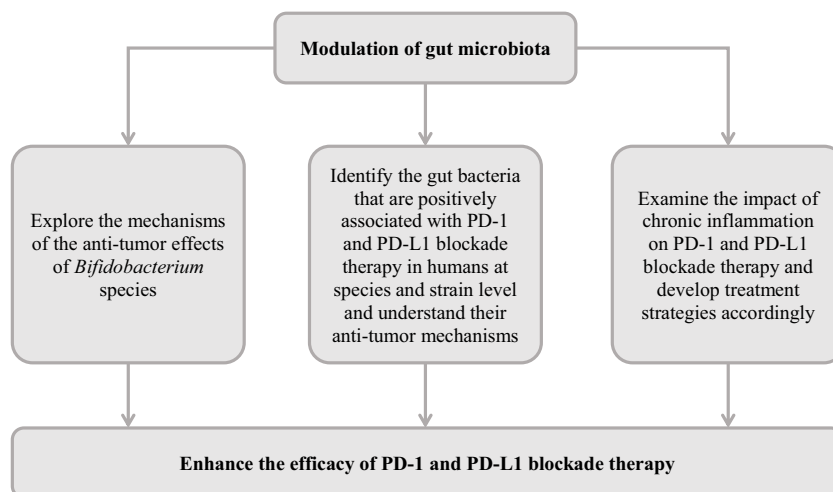 Modulation of gut microbiota
Explore the mechanisms
of the anti-tumor effects
of Bifidobacterium
species
Identify the gut bacteria
that are positively
associated with PD-1
and PD-L1 blockade
therapy in humans at
species and strain level
and understand their
anti-tumor mechanisms
Examine the impact of
chronic inflammation
on PD-1 and PD-L1
blockade therapy and
develop treatment
strategies accordingly
Enhance the efficacy of PD-1 and PD-L1 blockade therapy